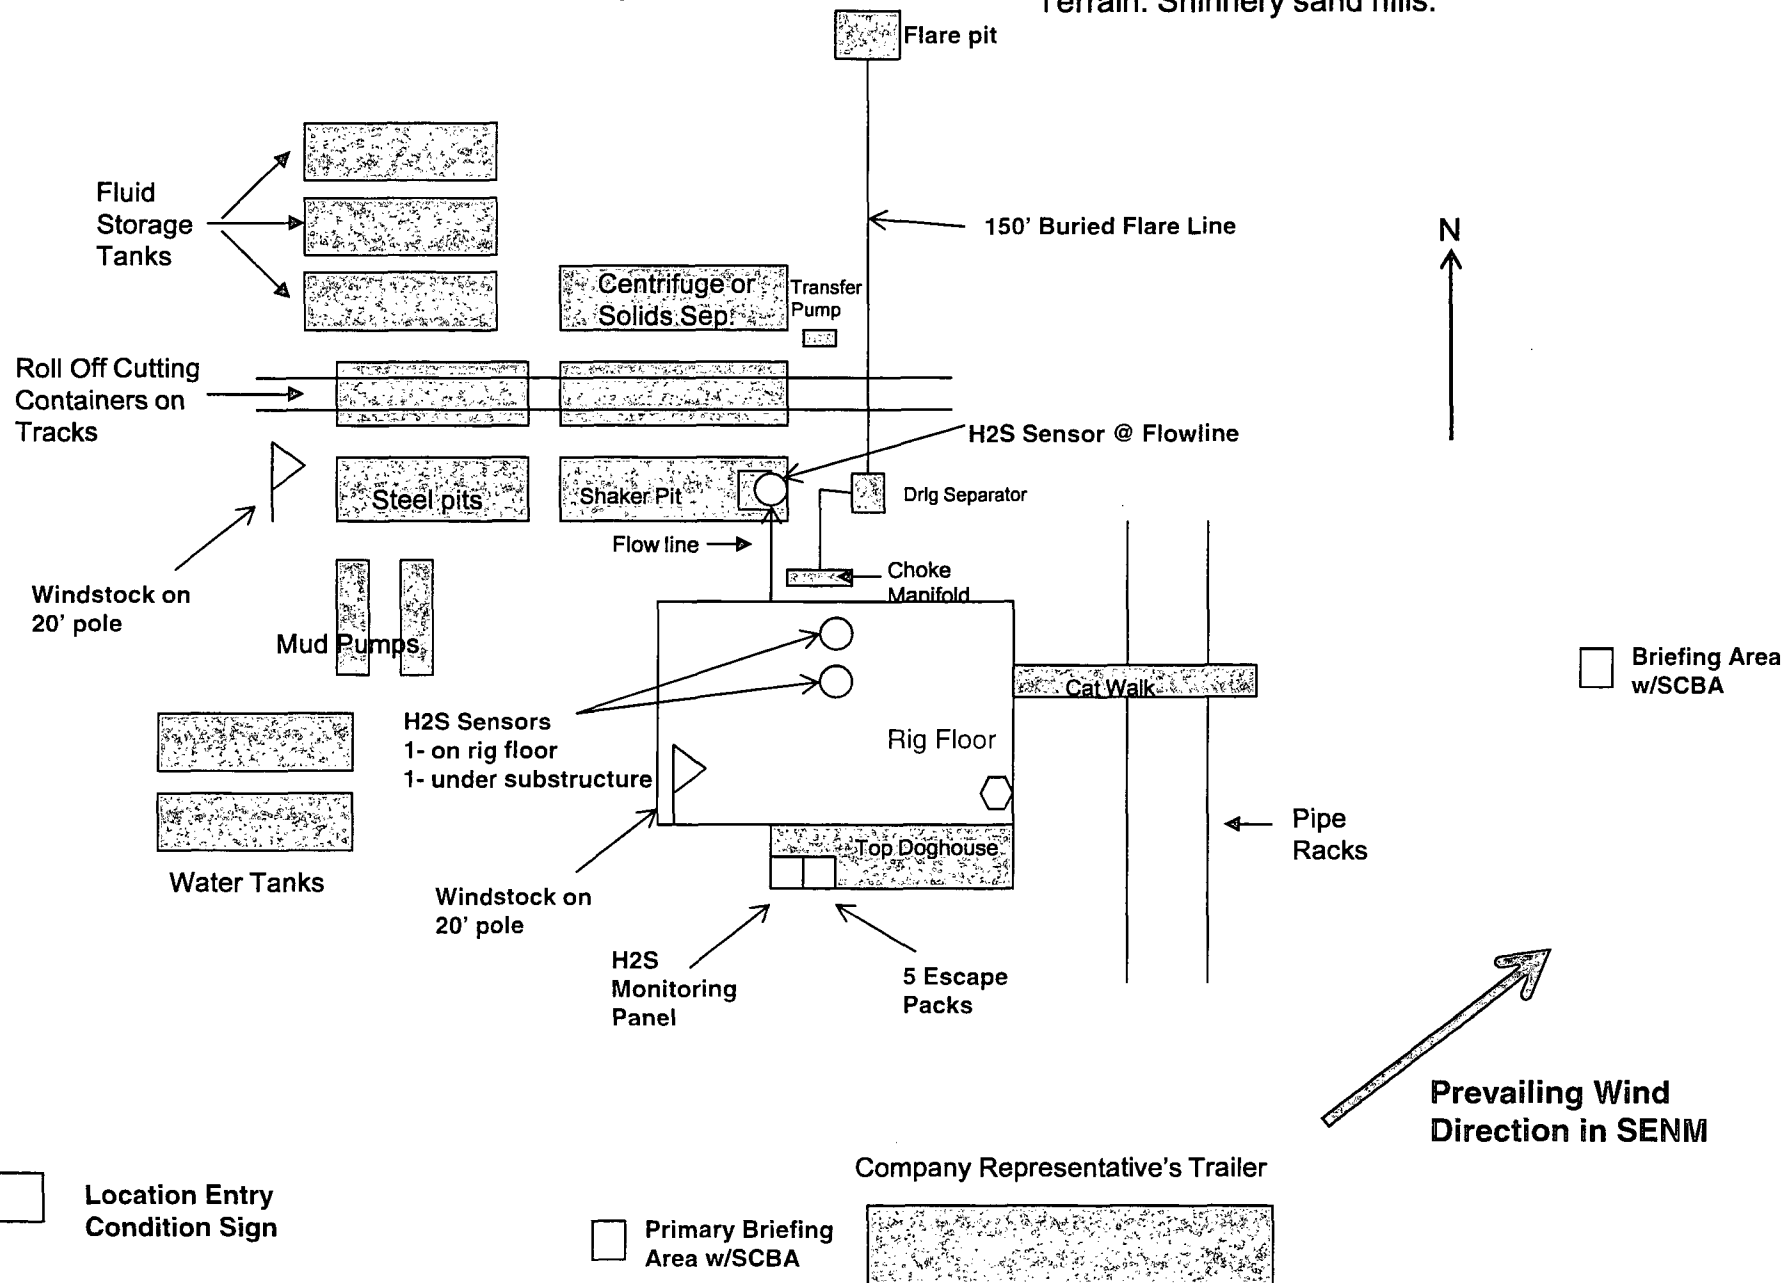 Terrain: Shinnery sand hills.
Flare pit
Fluid
Storage
Tanks
150' Buried Flare Line
N
Centrifuge or
Solids Sep.
Transfer
Pump
Roll Off Cutting
Containers on
Tracks
H2S Sensor @ Flowline
Steel pits
Shaker Pit
Drlg Separator
Flow line
Choke
Manifold
Windstock on
20' pole
Mud Pumps
Briefing Area
w/SCBA
Cat Walk
H2S Sensors
1- on rig floor
1- under substructure
Rig Floor
Pipe
Racks
Top Doghouse
Water Tanks
Windstock on
20' pole
H2S
Monitoring
Panel
5 Escape
Packs
Prevailing Wind
Direction in SENM
Company Representative's Trailer
Location Entry
Condition Sign
Primary Briefing
Area w/SCBA